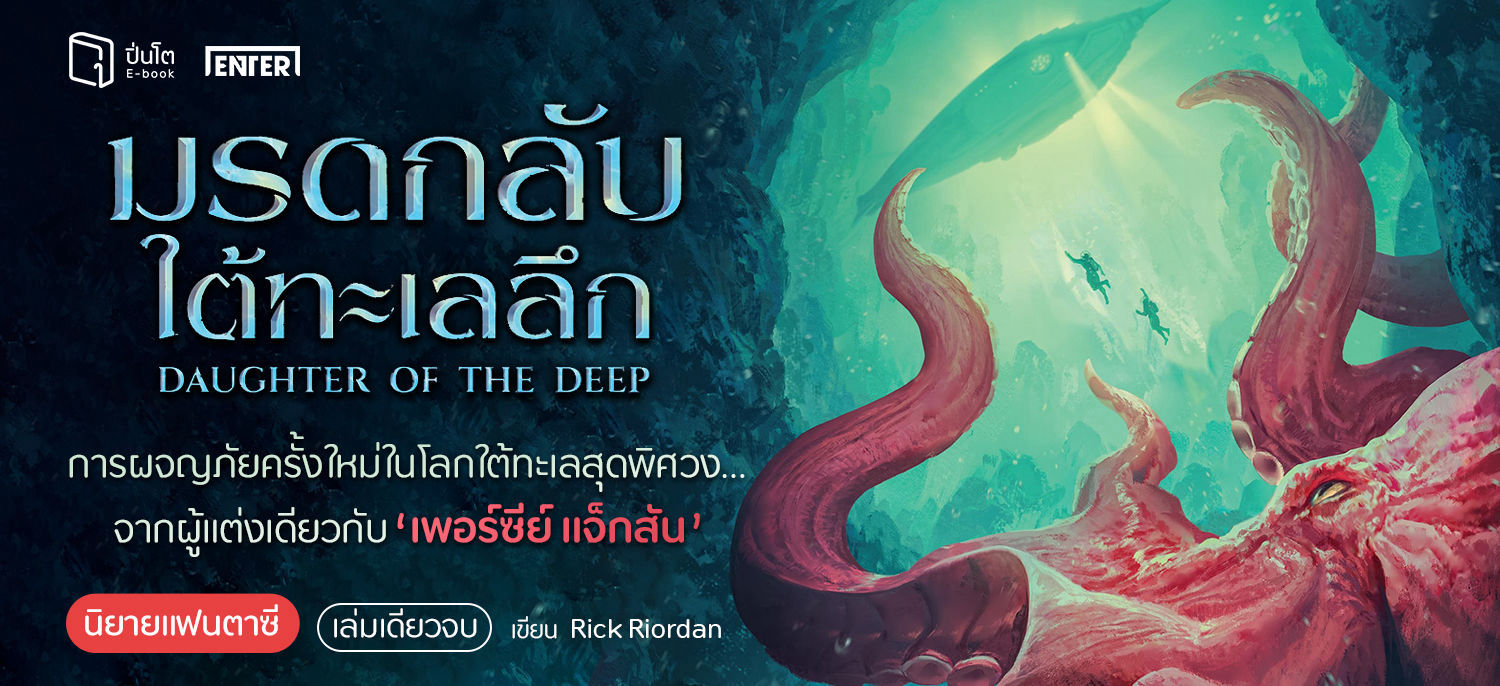 ปิ่นโต
E-book
ENTER
มรดกลับ
ใต้ทะเลลึก
DAUGHTER OF THE DEEP
การผจญภัยครั้งใหม่ในโลกใต้ทะเลสุดพิศวง...
จากผู้แต่งเดียวกับ ‘เพอร์ซีย์ แจ็กสัน’
นิยายแฟนตาซี เล่มเดียวจบ เขียน Rick Riordan